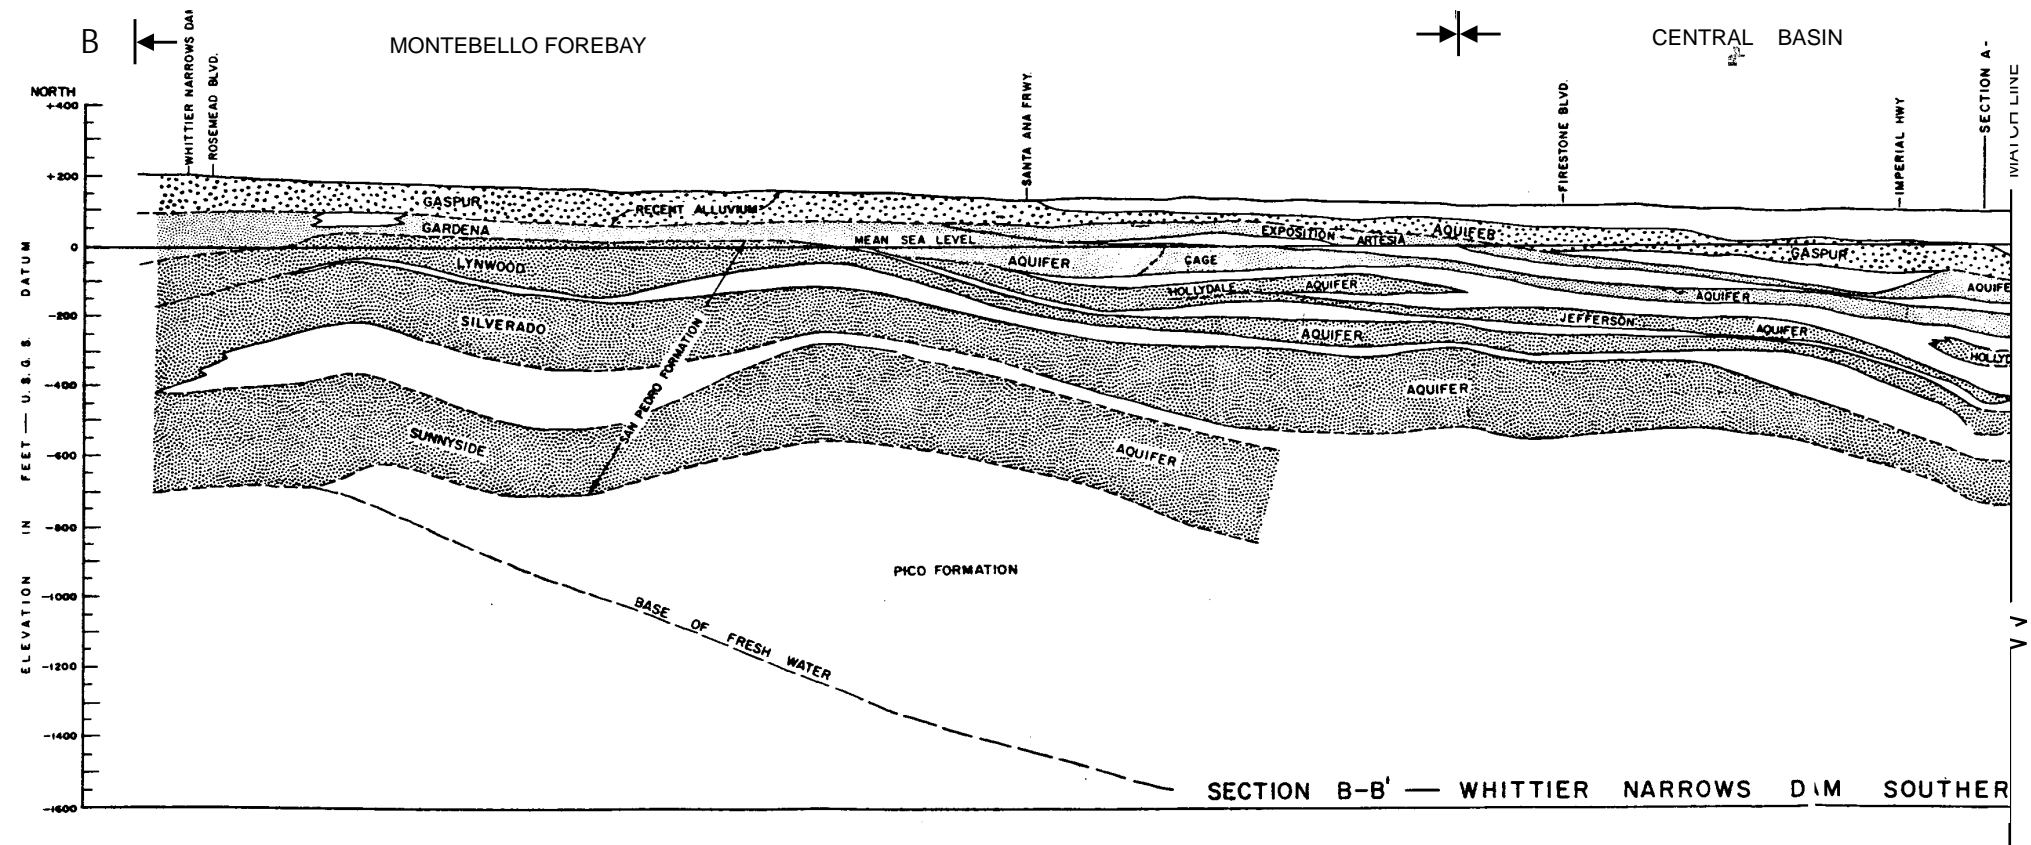 B
MONTEBELLO FOREBAY
CENTRAL BASIN
NORTH
WHITTIER NARROWS
ROSEMEAD BLVD.
SANTA ANA FRWY.
FIRESTONE BLVD.
IMPERIAL HWY
SECTION A-
MATCH LINE
ELEVATION IN FEET — U.S.G.S. DATUM
+400
+200
0
-200
-400
-600
-800
-1000
-1200
-1400
-1600
GASPUR
RECENT ALLUVIUM
GARDENA
MEAN SEA LEVEL
EXPOSITION
ARTESIA
AQUIFER
GASPUR
LYNWOOD
AQUIFER
GAGE
HOLLYDALE
AQUIFER
AQUIFER
SILVERADO
AQUIFER
JEFFERSON
AQUIFER
SAN PEDRO FORMATION
AQUIFER
SUNNYSIDE
AQUIFER
PICO FORMATION
BASE OF FRESH WATER
SECTION B-B' — WHITTIER NARROWS DAM SOUTHER